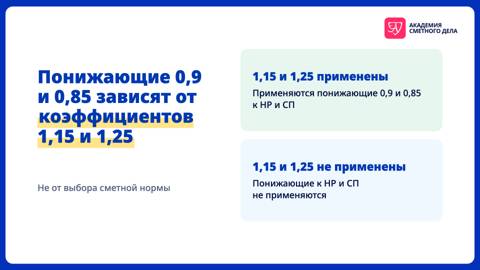 АКАДЕМИЯ
СМЕТНОГО ДЕЛА
Понижающие 0,9
и 0,85 зависят от
коэффициентов
1,15 и 1,25
Не от выбора сметной нормы
1,15 и 1,25 применены
Применяются понижающие 0,9 и 0,85
к НР и СП
1,15 и 1,25 не применены
Понижающие к НР и СП
не применяются